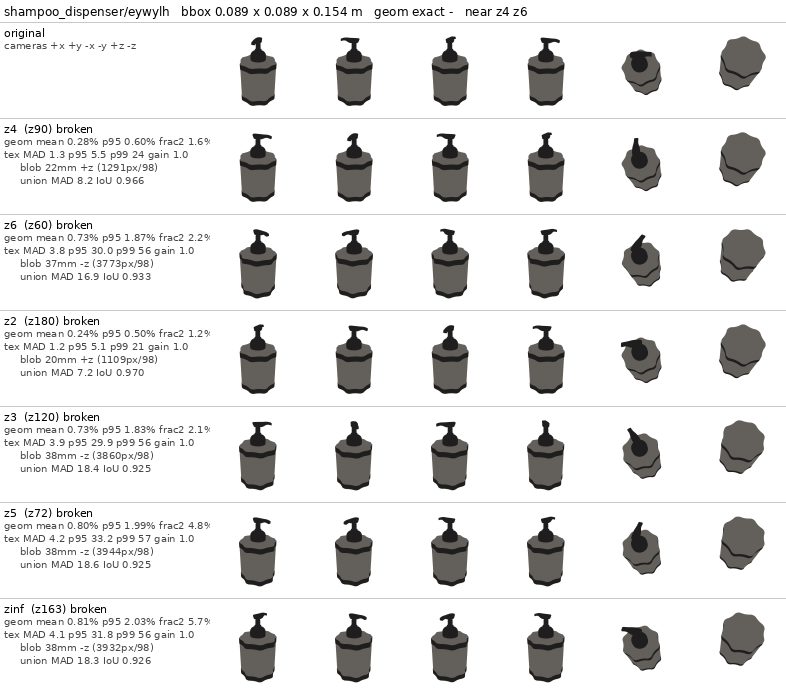 shampoo_dispenser/eywylh   bbox 0.089 x 0.089 x 0.154 m   geom exact -   near z4 z6
original
cameras +x +y -x -y +z -z
z4  (z90) broken
geom mean 0.28% p95 0.60% frac2 1.6%
tex MAD 1.3 p95 5.5 p99 24 gain 1.0
blob 22mm +z (1291px/98)
union MAD 8.2 IoU 0.966
z6  (z60) broken
geom mean 0.73% p95 1.87% frac2 2.2%
tex MAD 3.8 p95 30.0 p99 56 gain 1.0
blob 37mm -z (3773px/98)
union MAD 16.9 IoU 0.933
z2  (z180) broken
geom mean 0.24% p95 0.50% frac2 1.2%
tex MAD 1.2 p95 5.1 p99 21 gain 1.0
blob 20mm +z (1109px/98)
union MAD 7.2 IoU 0.970
z3  (z120) broken
geom mean 0.73% p95 1.83% frac2 2.1%
tex MAD 3.9 p95 29.9 p99 56 gain 1.0
blob 38mm -z (3860px/98)
union MAD 18.4 IoU 0.925
z5  (z72) broken
geom mean 0.80% p95 1.99% frac2 4.8%
tex MAD 4.2 p95 33.2 p99 57 gain 1.0
blob 38mm -z (3944px/98)
union MAD 18.6 IoU 0.925
zinf  (z163) broken
geom mean 0.81% p95 2.03% frac2 5.7%
tex MAD 4.1 p95 31.8 p99 56 gain 1.0
blob 38mm -z (3932px/98)
union MAD 18.3 IoU 0.926